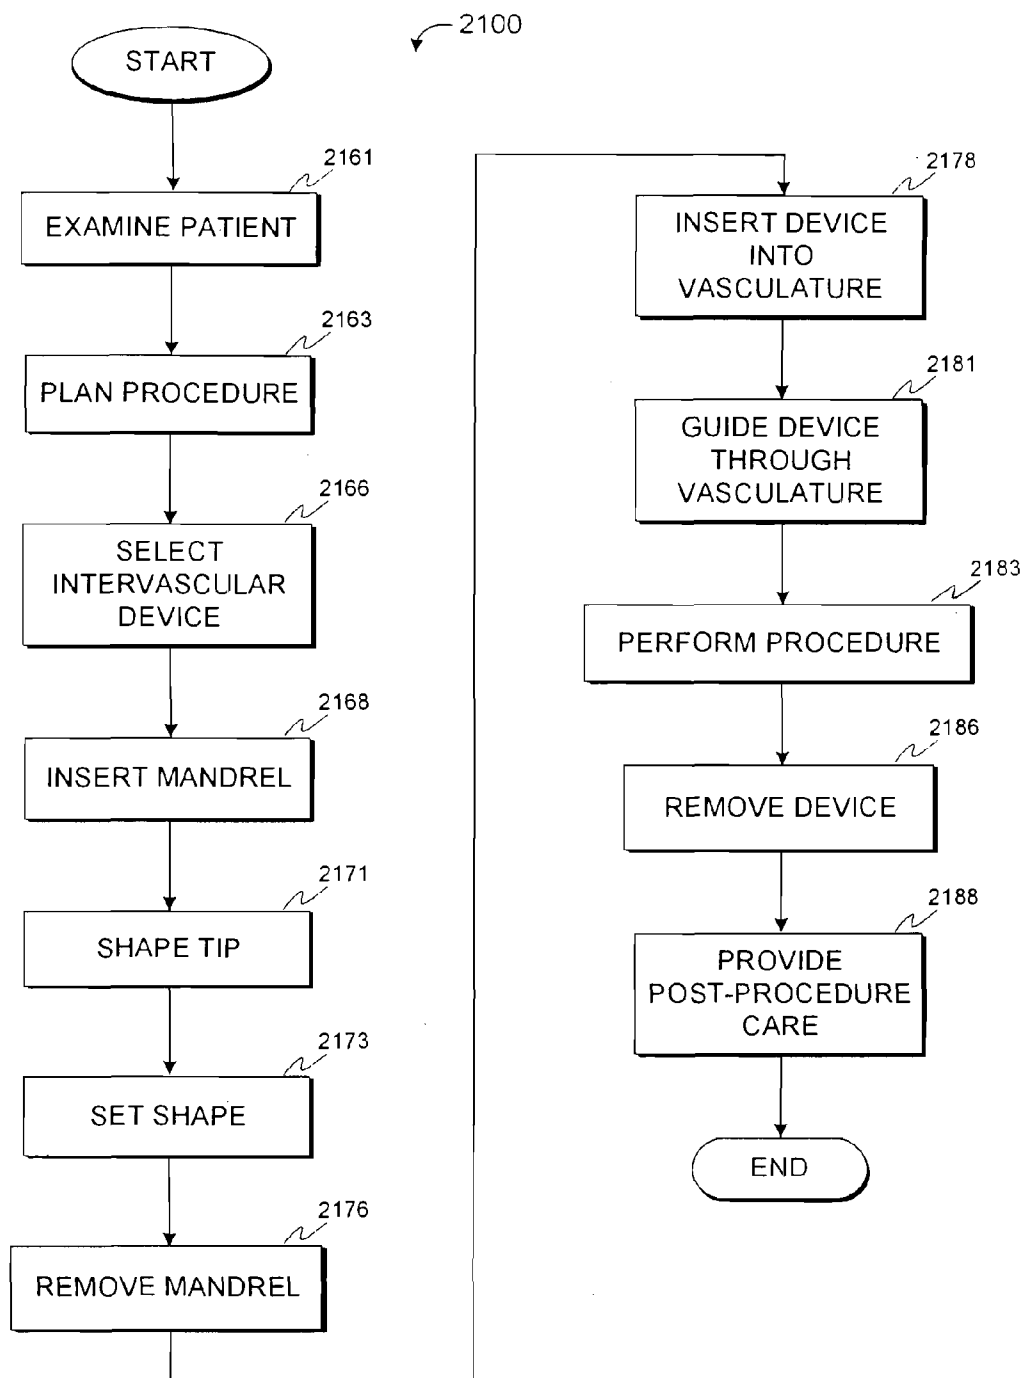 2100
START
2161
EXAMINE PATIENT
2163
PLAN PROCEDURE
2166
SELECT
INTERVASCULAR
DEVICE
2168
INSERT MANDREL
2171
SHAPE TIP
2173
SET SHAPE
2176
REMOVE MANDREL
2178
INSERT DEVICE
INTO
VASCULATURE
2181
GUIDE DEVICE
THROUGH
VASCULATURE
2183
PERFORM PROCEDURE
2186
REMOVE DEVICE
2188
PROVIDE
POST-PROCEDURE
CARE
END